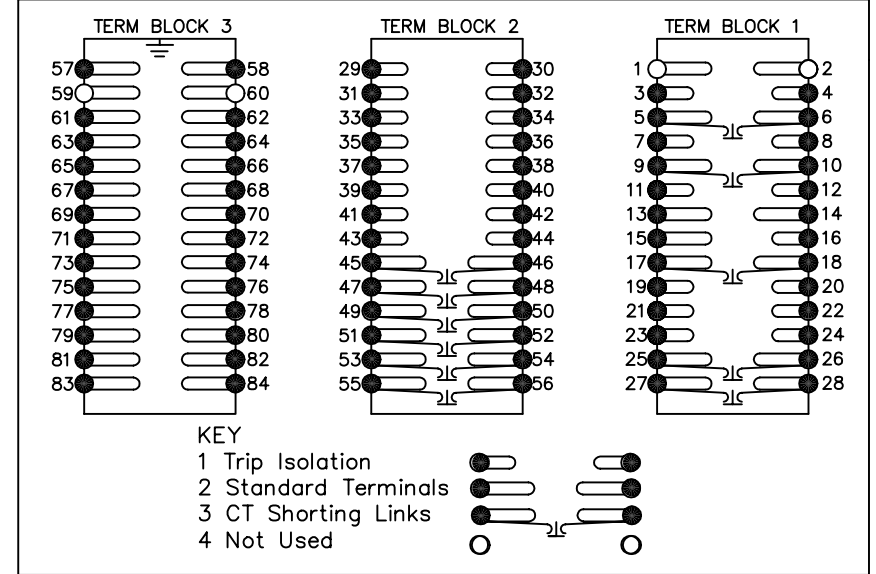 TERM BLOCK 3 TERM BLOCK 2 TERM BLOCK 1
57 58 29 30 1 2
59 60 31 32 3 4
61 62 33 34 5 6
63 64 35 36 7 8
65 66 37 38 9 10
67 68 39 40 11 12
69 70 41 42 13 14
71 72 43 44 15 16
73 74 45 46 17 18
75 76 47 48 19 20
77 78 49 50 21 22
79 80 51 52 23 24
81 82 53 54 25 26
83 84 55 56 27 28
KEY
1 Trip Isolation
2 Standard Terminals
3 CT Shorting Links
4 Not Used